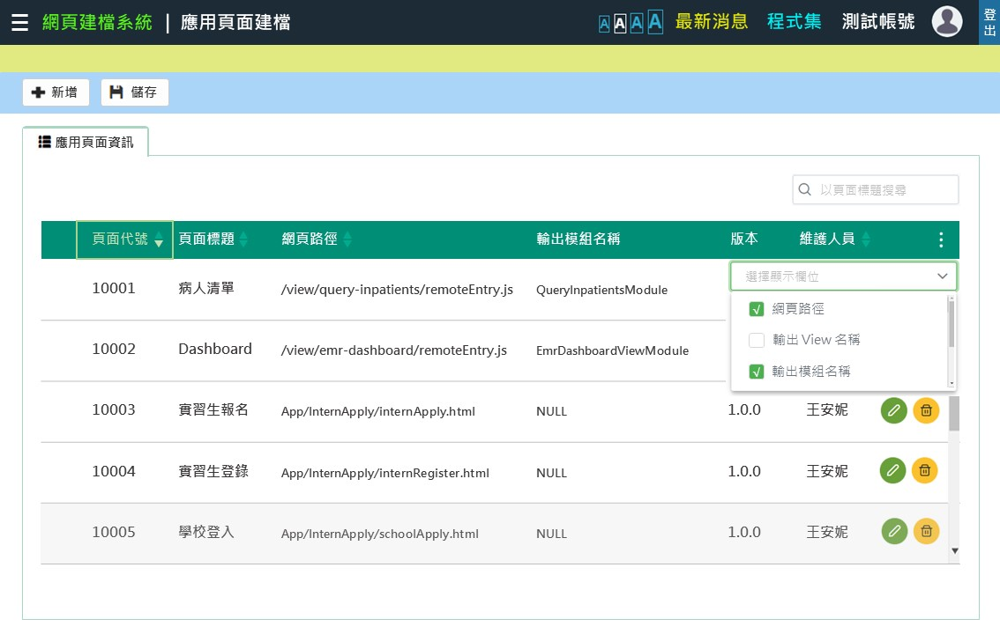 網頁建檔系統 | 應用頁面建檔 A A A A 最新消息 程式集 測試帳號 登出
新增 儲存
應用頁面資訊
以頁面標題搜尋
頁面代號 頁面標題 網頁路徑 輸出模組名稱 版本 維護人員
選擇顯示欄位
網頁路徑
輸出 View 名稱
輸出模組名稱
10001 病人清單 /view/query-inpatients/remoteEntry.js QueryInpatientsModule
10002 Dashboard /view/emr-dashboard/remoteEntry.js EmrDashboardViewModule
10003 實習生報名 App/InternApply/internApply.html NULL 1.0.0 王安妮
10004 實習生登錄 App/InternApply/internRegister.html NULL 1.0.0 王安妮
10005 學校登入 App/InternApply/schoolApply.html NULL 1.0.0 王安妮